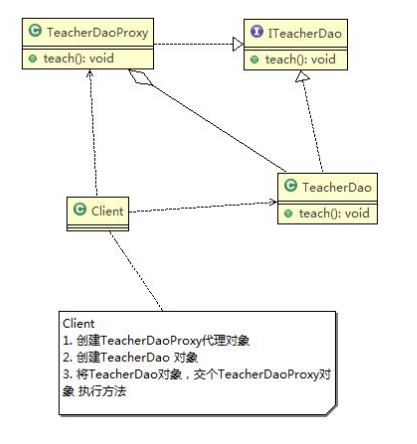 TeacherDaoProxy
teach(): void
ITeacherDao
teach(): void
TeacherDao
teach(): void
Client
Client
1. 创建TeacherDaoProxy代理对象
2. 创建TeacherDao 对象
3. 将TeacherDao对象，交个TeacherDaoProxy对
象 执行方法